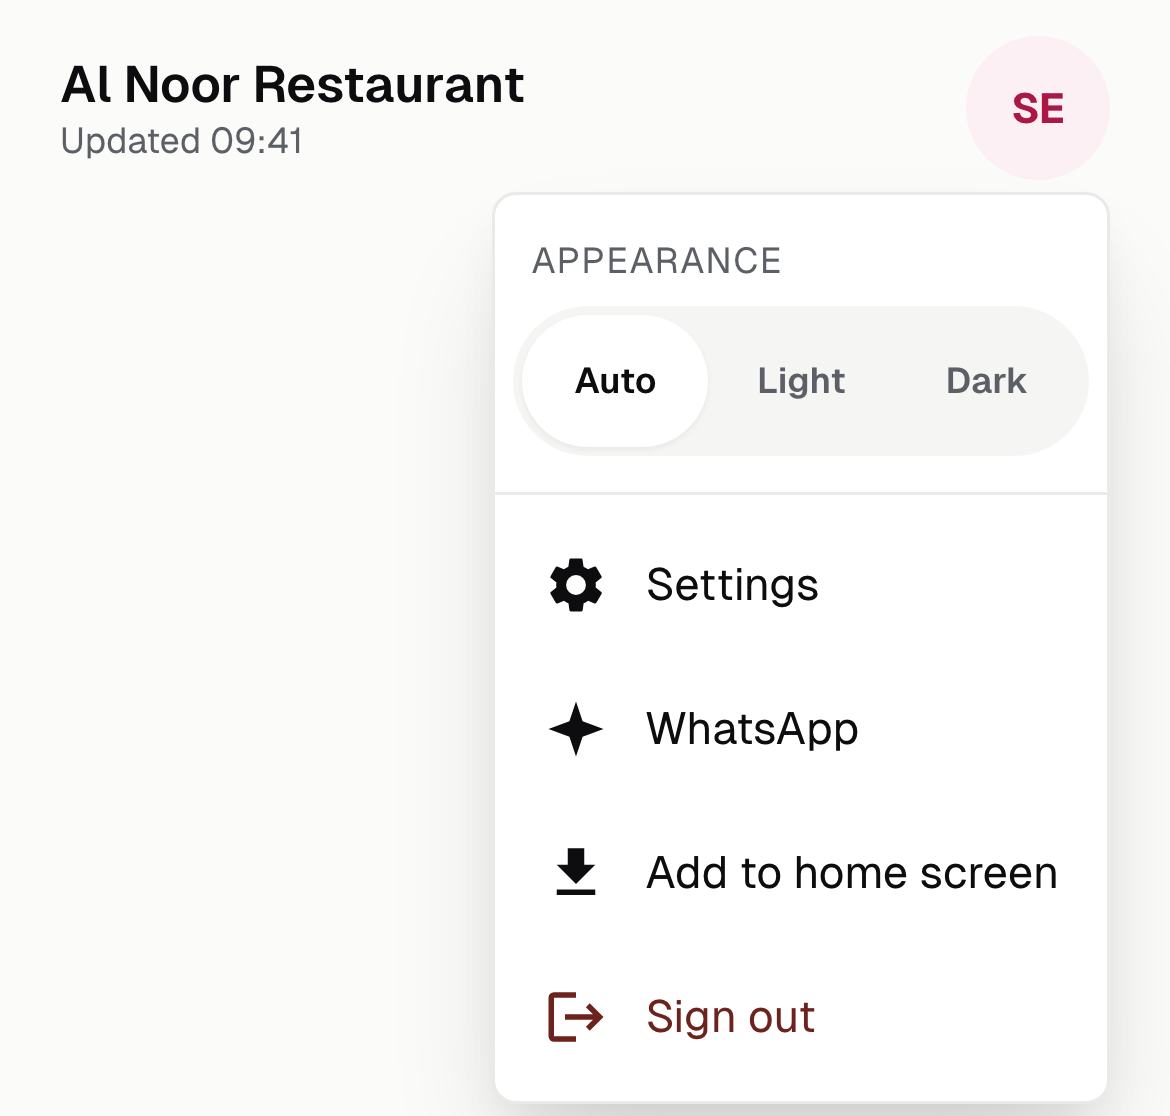 Al Noor Restaurant
Updated 09:41
SE
APPEARANCE
Auto Light Dark
Settings
WhatsApp
Add to home screen
Sign out